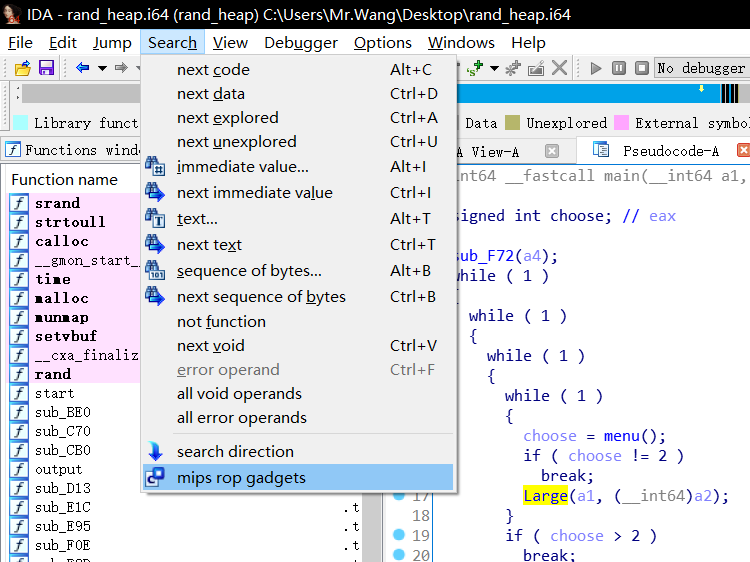 IDA - rand_heap.i64 (rand_heap) C:\Users\Mr.Wang\Desktop\rand_heap.i64
File Edit Jump Search View Debugger Options Windows Help
No debugger
Library funct
Data Unexplored External symbo
Functions windo
A View-A
Pseudocode-A
Function name
srand
strtoull
calloc
__gmon_start_
time
malloc
munmap
setvbuf
__cxa_finaliz
rand
start
sub_BE0
sub_C70
sub_CB0
output
sub_D13
sub_E1C .t
sub_E95 .t
sub_F0E .t
next code Alt+C
next data Ctrl+D
next explored Ctrl+A
next unexplored Ctrl+U
immediate value... Alt+I
next immediate value Ctrl+I
text... Alt+T
next text Ctrl+T
sequence of bytes... Alt+B
next sequence of bytes Ctrl+B
not function
next void Ctrl+V
error operand Ctrl+F
all void operands
all error operands
search direction
mips rop gadgets
int64 __fastcall main(__int64 a1,
signed int choose; // eax
sub_F72(a4);
while ( 1 )
while ( 1 )
{
while ( 1 )
{
while ( 1 )
{
choose = menu();
if ( choose != 2 )
break;
17 Large(a1, (__int64)a2);
18 }
19 if ( choose > 2 )
20 break;